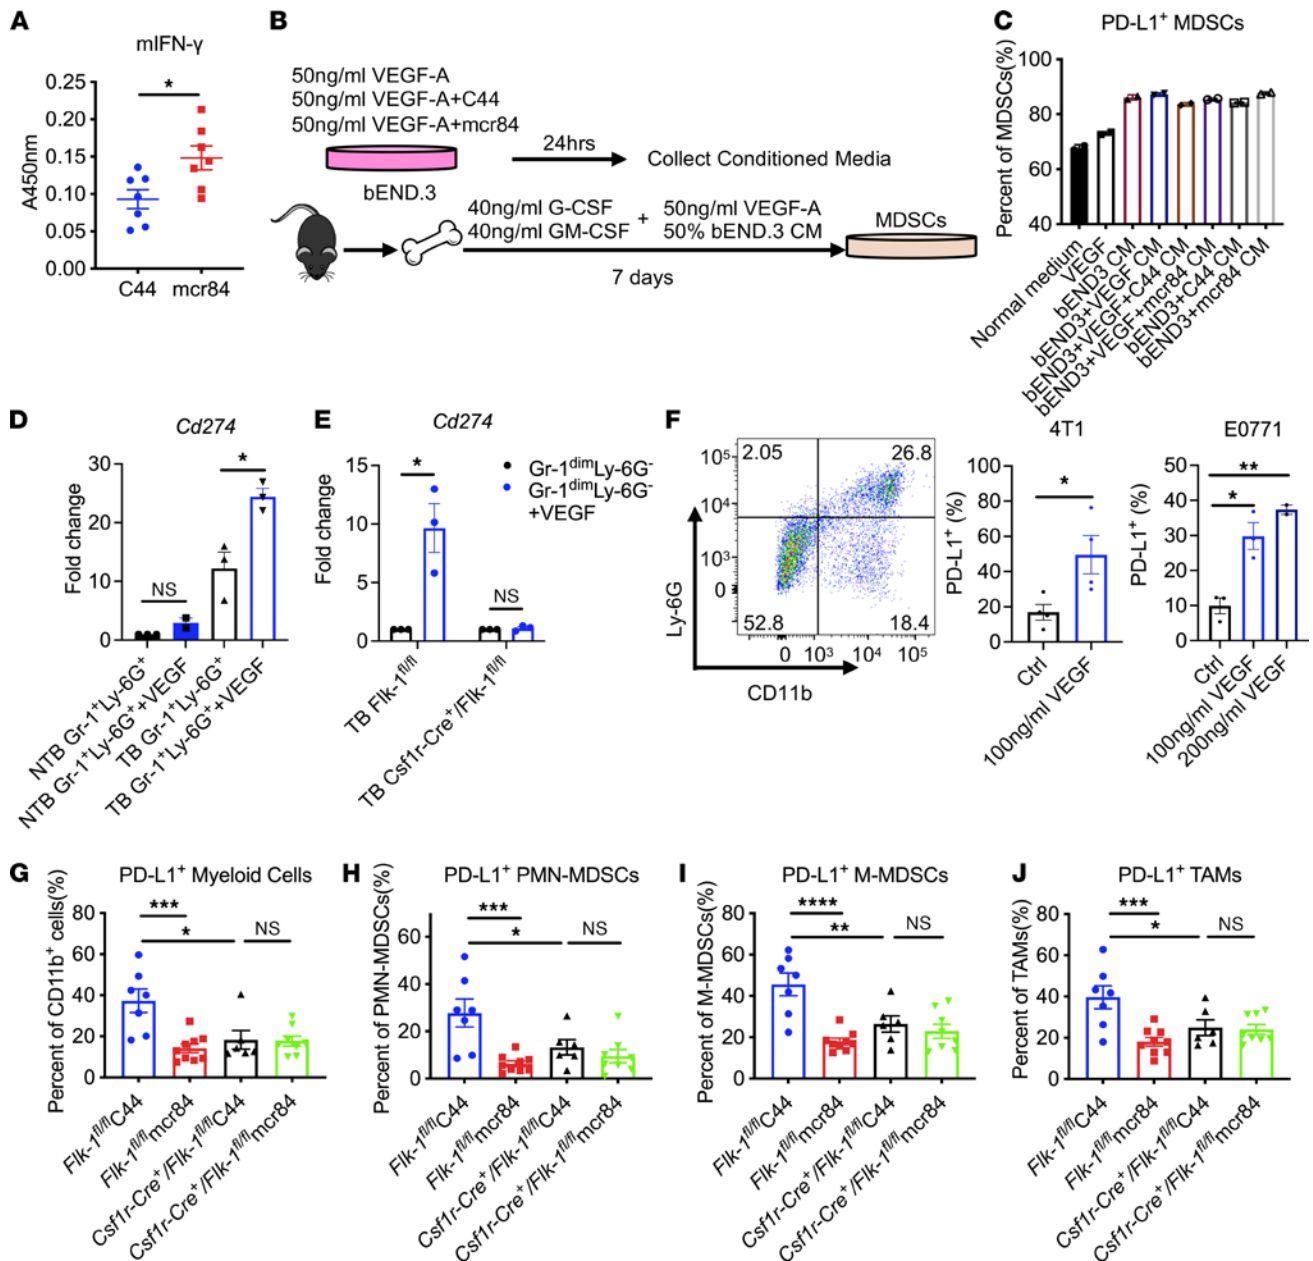 A
mIFN-γ
*
0.25
0.20
0.15
0.10
0.05
0.00
A450nm
C44
mcr84
B
50ng/ml VEGF-A
50ng/ml VEGF-A+C44
50ng/ml VEGF-A+mcr84
bEND.3
24hrs
Collect Conditioned Media
40ng/ml G-CSF
40ng/ml GM-CSF
+
50ng/ml VEGF-A
50% bEND.3 CM
7 days
MDSCs
C
PD-L1⁺ MDSCs
100
80
60
40
Percent of MDSCs(%)
Normal medium
VEGF
bEND3 CM
bEND3+VEGF CM
bEND3+VEGF+C44 CM
bEND3+VEGF+mcr84 CM
bEND3+C44 CM
bEND3+mcr84 CM
D
Cd274
30
20
10
0
Fold change
NS
*
NTB Gr-1⁺Ly-6G⁺
NTB Gr-1⁺Ly-6G⁺+VEGF
TB Gr-1⁺Ly-6G⁺
TB Gr-1⁺Ly-6G⁺+VEGF
E
Cd274
15
10
5
0
Fold change
*
NS
Gr-1ᵈⁱᵐLy-6G⁻
Gr-1ᵈⁱᵐLy-6G⁻
+VEGF
TB Flk-1ᶠˡ/ᶠˡ
TB Csf1r-Cre⁺/Flk-1ᶠˡ/ᶠˡ
F
2.05
26.8
52.8
18.4
10⁵
10⁴
10³
0
Ly-6G
0
10³
10⁴
10⁵
CD11b
4T1
100
80
60
40
20
0
PD-L1⁺ (%)
*
Ctrl
100ng/ml VEGF
E0771
50
40
30
20
10
0
PD-L1⁺ (%)
**
*
Ctrl
100ng/ml VEGF
200ng/ml VEGF
G
PD-L1⁺ Myeloid Cells
80
60
40
20
0
Percent of CD11b⁺ cells(%)
***
*
NS
Flk-1ᶠˡ/ᶠˡC44
Flk-1ᶠˡ/ᶠˡmcr84
Csf1r-Cre⁺/Flk-1ᶠˡ/ᶠˡC44
Csf1r-Cre⁺/Flk-1ᶠˡ/ᶠˡmcr84
H
PD-L1⁺ PMN-MDSCs
60
40
20
0
Percent of PMN-MDSCs(%)
***
*
NS
Flk-1ᶠˡ/ᶠˡC44
Flk-1ᶠˡ/ᶠˡmcr84
Csf1r-Cre⁺/Flk-1ᶠˡ/ᶠˡC44
Csf1r-Cre⁺/Flk-1ᶠˡ/ᶠˡmcr84
I
PD-L1⁺ M-MDSCs
80
60
40
20
0
Percent of M-MDSCs(%)
****
**
NS
Flk-1ᶠˡ/ᶠˡC44
Flk-1ᶠˡ/ᶠˡmcr84
Csf1r-Cre⁺/Flk-1ᶠˡ/ᶠˡC44
Csf1r-Cre⁺/Flk-1ᶠˡ/ᶠˡmcr84
J
PD-L1⁺ TAMs
80
60
40
20
0
Percent of TAMs(%)
***
*
NS
Flk-1ᶠˡ/ᶠˡC44
Flk-1ᶠˡ/ᶠˡmcr84
Csf1r-Cre⁺/Flk-1ᶠˡ/ᶠˡC44
Csf1r-Cre⁺/Flk-1ᶠˡ/ᶠˡmcr84